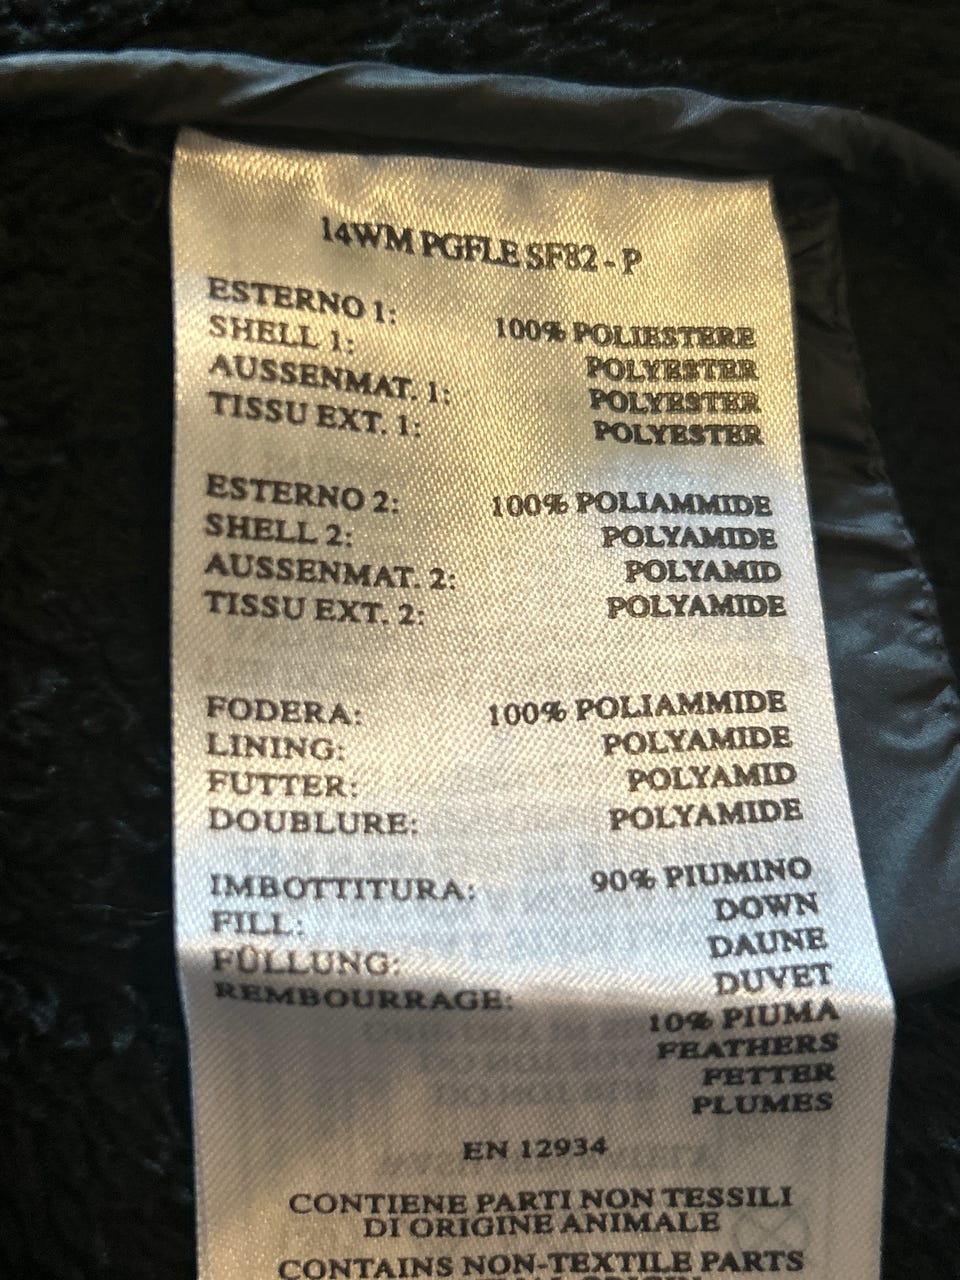 14WM PGFLE SF82 - P
ESTERNO 1: 100% POLIESTERE
SHELL 1: POLYESTER
AUSSENMAT. 1: POLYESTER
TISSU EXT. 1: POLYESTER
ESTERNO 2: 100% POLIAMMIDE
SHELL 2: POLYAMIDE
AUSSENMAT. 2: POLYAMID
TISSU EXT. 2: POLYAMIDE
FODERA: 100% POLIAMMIDE
LINING: POLYAMIDE
FUTTER: POLYAMID
DOUBLURE: POLYAMIDE
IMBOTTITURA: 90% PIUMINO
FILL: DOWN
FÜLLUNG: DAUNE
REMBOURRAGE: DUVET
10% PIUMA
FEATHERS
FETTER
PLUMES
EN 12934
CONTIENE PARTI NON TESSILI
DI ORIGINE ANIMALE
CONTAINS NON-TEXTILE PARTS